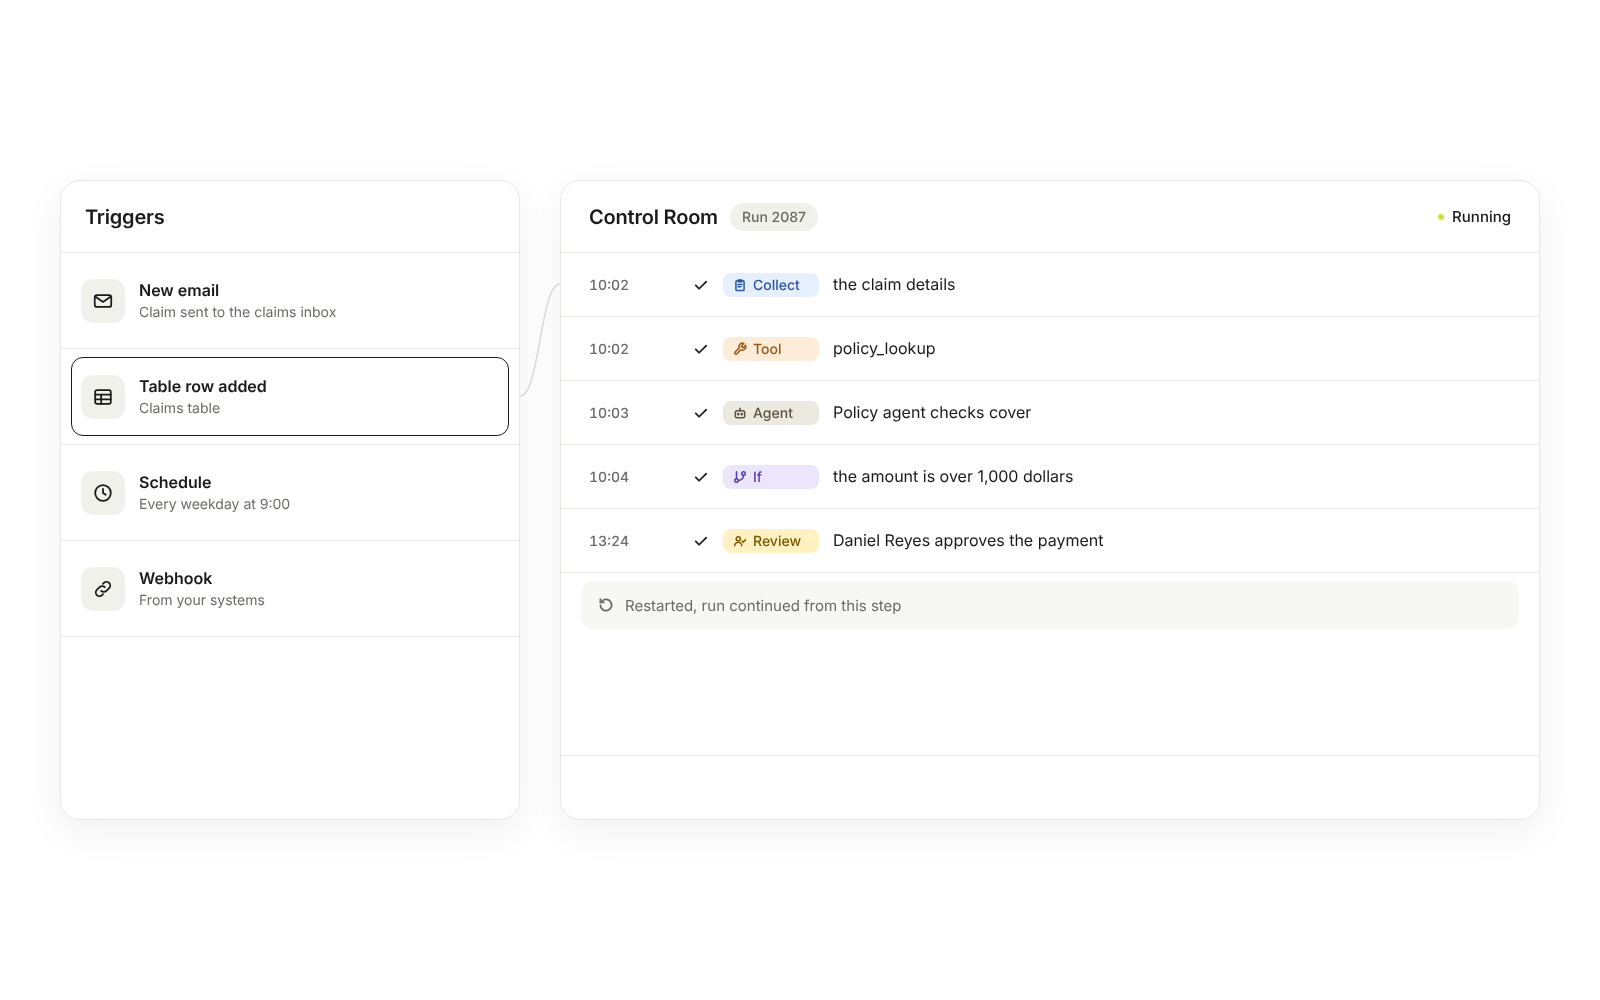 Triggers
New email
Claim sent to the claims inbox
Table row added
Claims table
Schedule
Every weekday at 9:00
Webhook
From your systems
Control Room Run 2087 Running
10:02 Collect the claim details
10:02 Tool policy_lookup
10:03 Agent Policy agent checks cover
10:04 If the amount is over 1,000 dollars
13:24 Review Daniel Reyes approves the payment
Restarted, run continued from this step